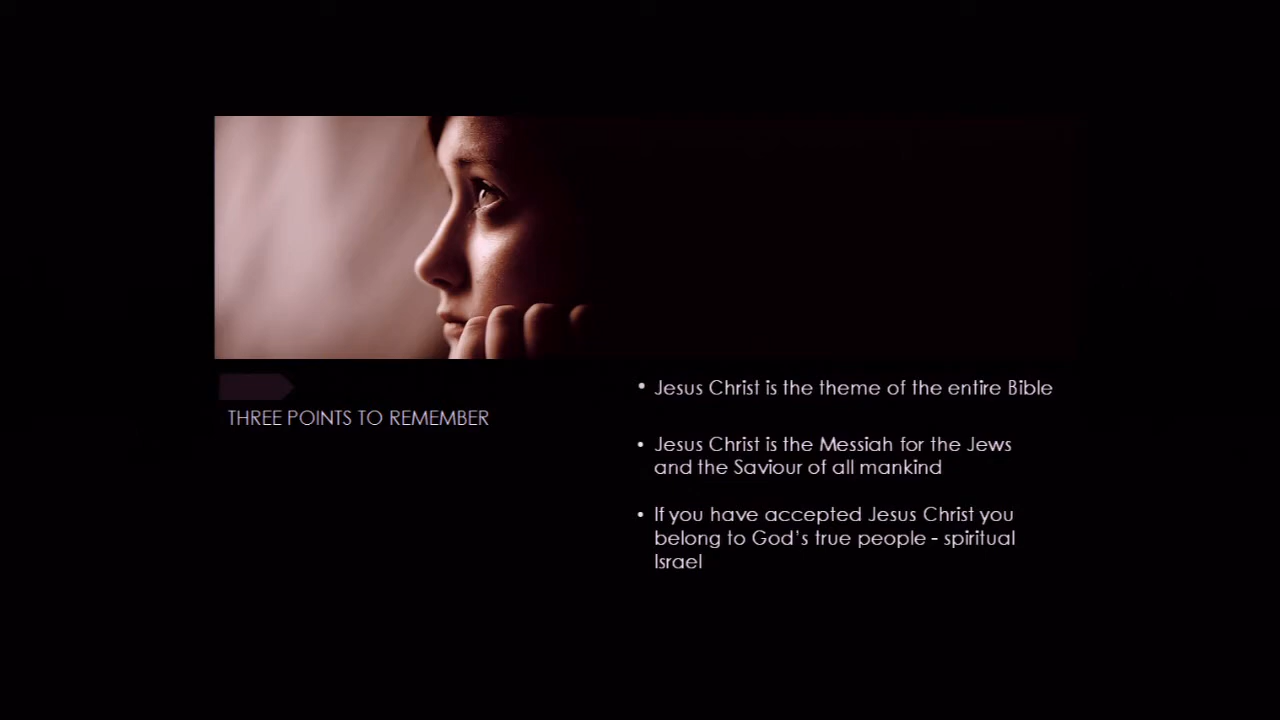 THREE POINTS TO REMEMBER
• Jesus Christ is the theme of the entire Bible
• Jesus Christ is the Messiah for the Jews
and the Saviour of all mankind
• If you have accepted Jesus Christ you
belong to God's true people - spiritual
Israel